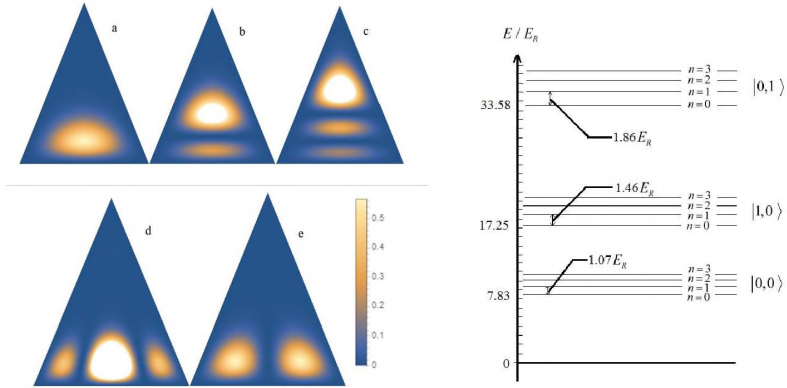 a
b
c
d
e
0.5
0.4
0.3
0.2
0.1
0
E / E_R
n = 3
n = 2
n = 1
n = 0
|0,1⟩
33.58
1.86E_R
1.46E_R
n = 3
n = 2
n = 1
n = 0
|1,0⟩
17.25
1.07E_R
n = 3
n = 2
n = 1
n = 0
|0,0⟩
7.83
0